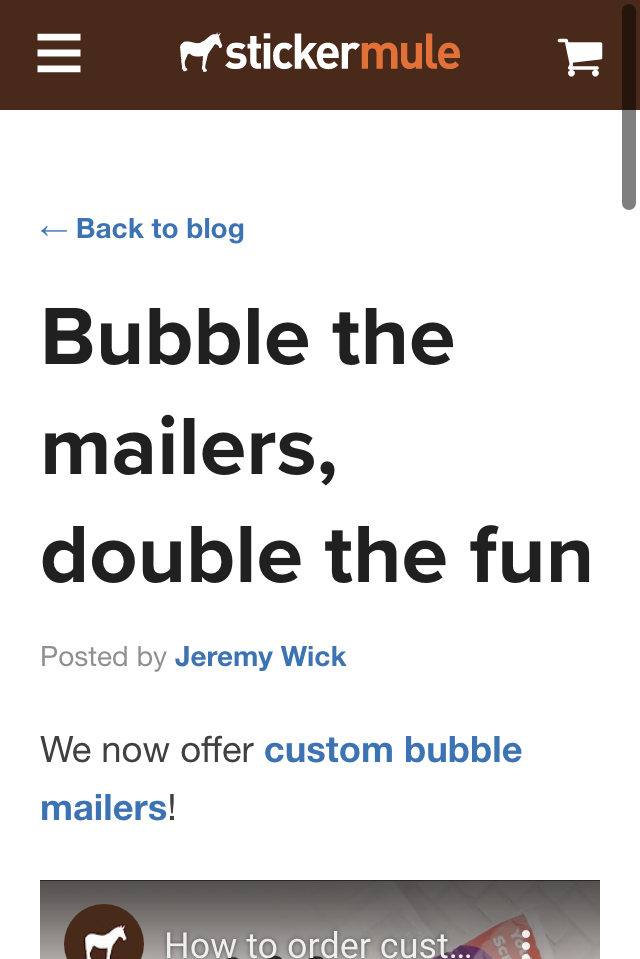 stickermule
← Back to blog
Bubble the
mailers,
double the fun
Posted by Jeremy Wick
We now offer custom bubble
mailers!
How to order cust...